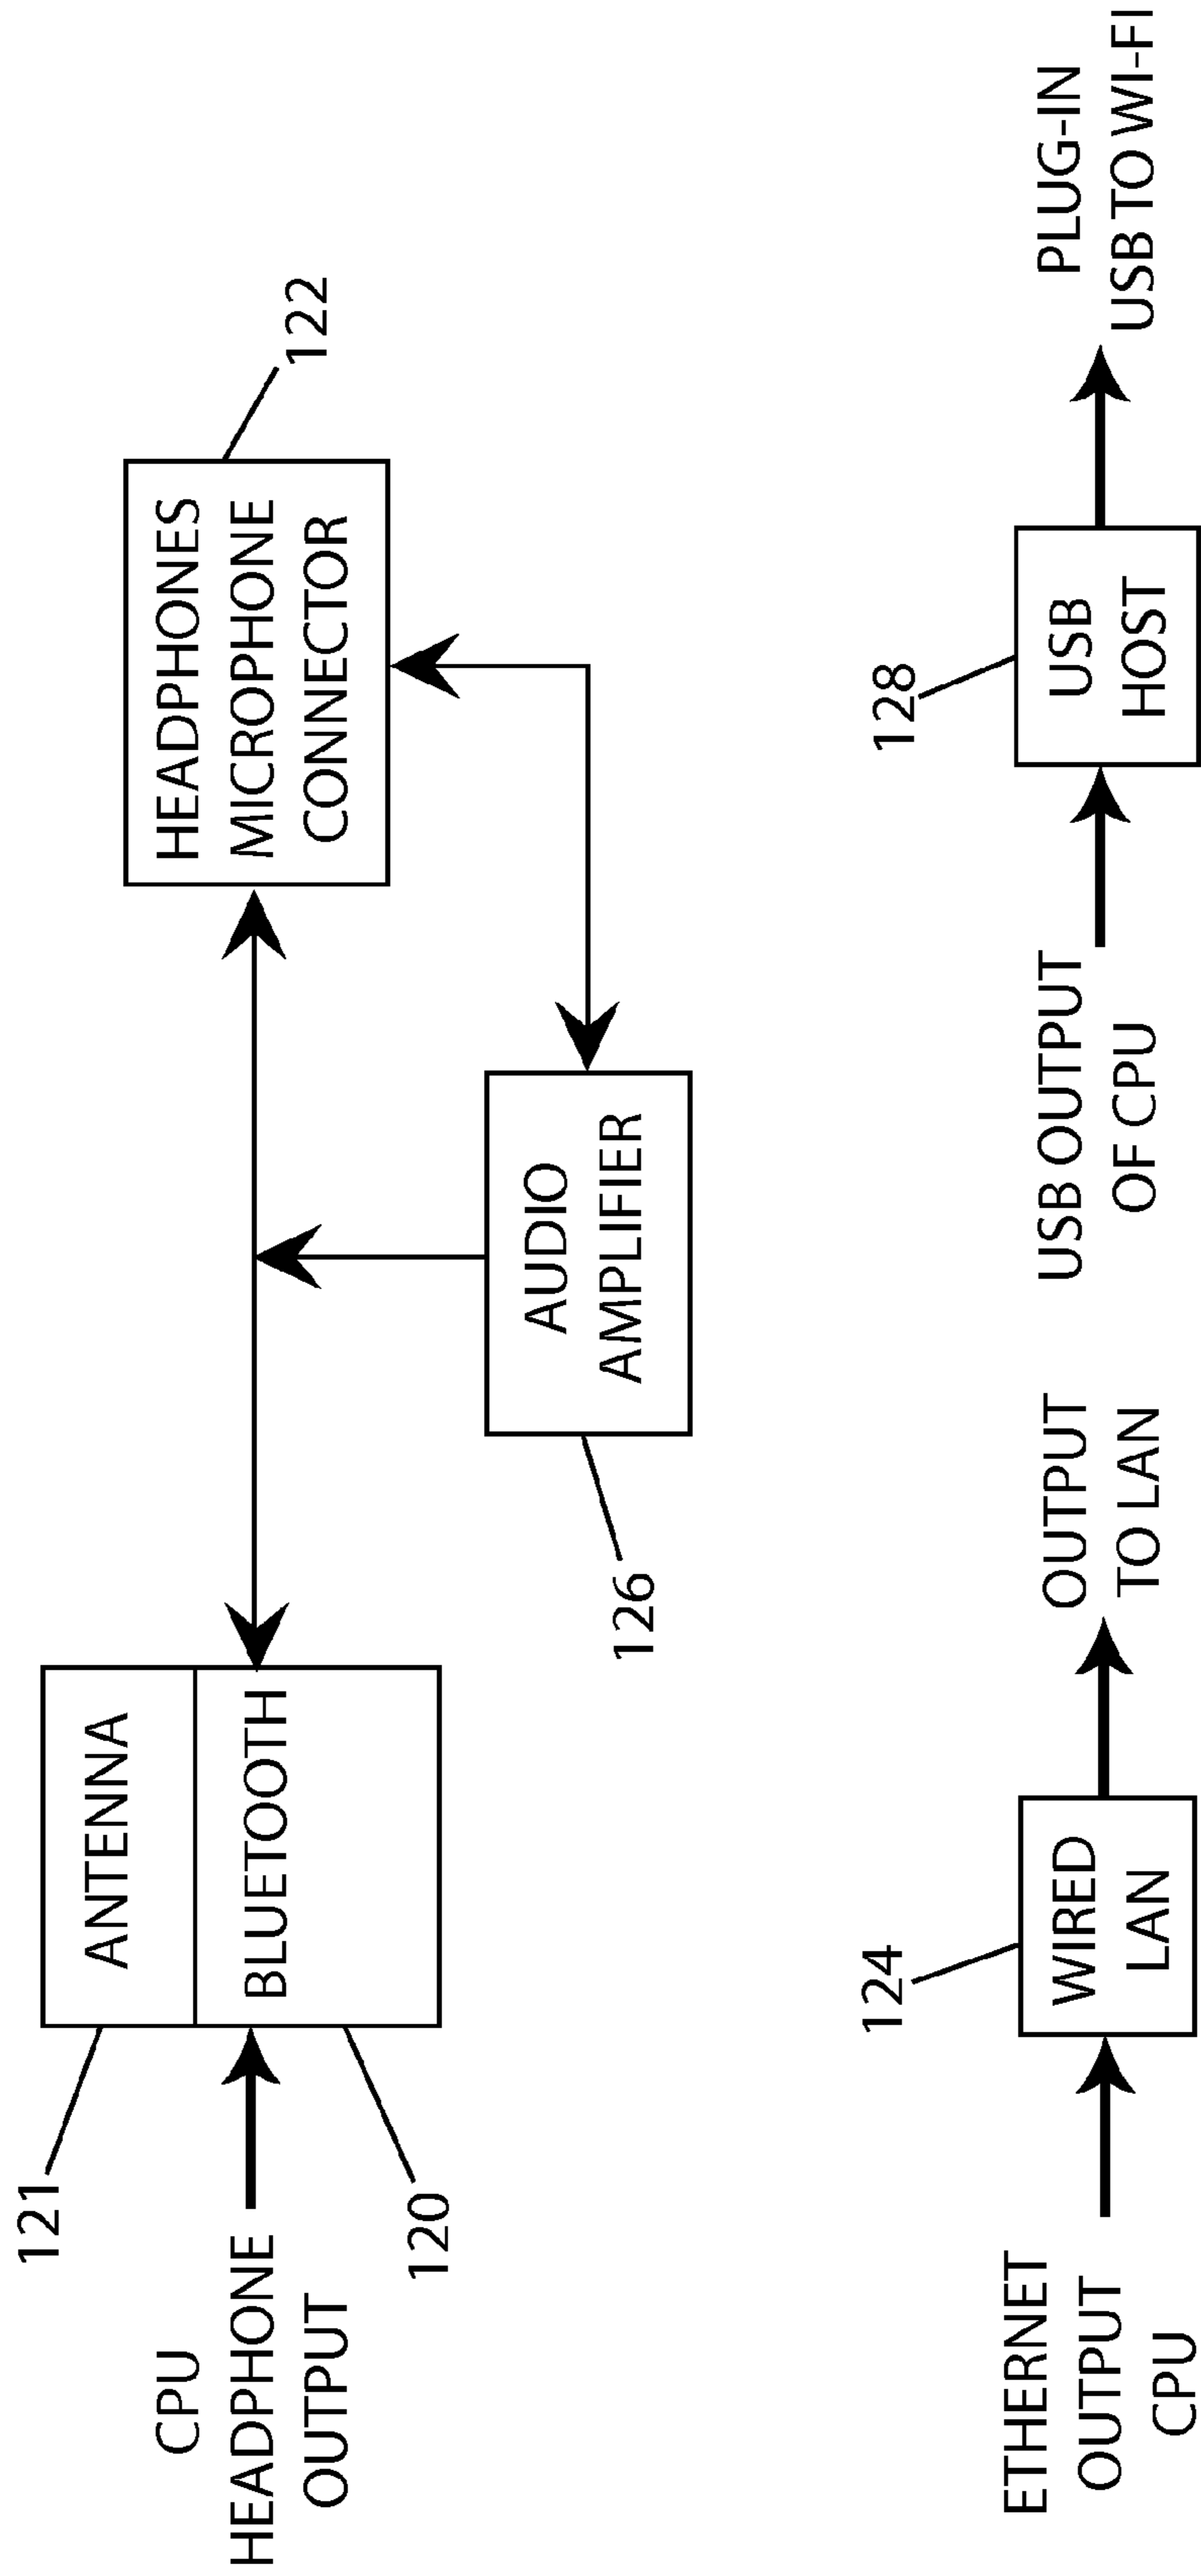 121
ANTENNA
BLUETOOTH
120
CPU
HEADPHONE
OUTPUT
HEADPHONES
MICROPHONE
CONNECTOR
122
AUDIO
AMPLIFIER
126
124
ETHERNET
OUTPUT
CPU
WIRED
LAN
OUTPUT
TO LAN
128
USB OUTPUT
OF CPU
USB
HOST
PLUG-IN
USB TO WI-FI